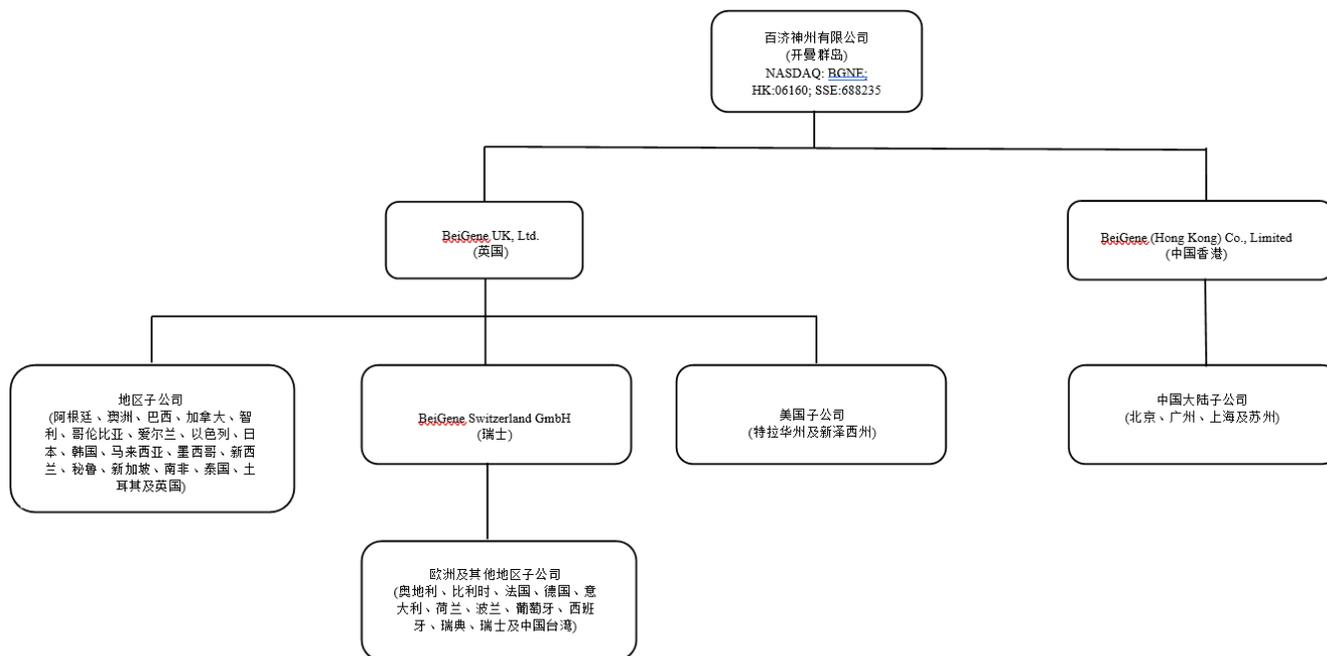 百济神州有限公司
(开曼群岛)
NASDAQ: BGNE;
HK:06160; SSE:688235
BeiGene UK, Ltd.
(英国)
BeiGene (Hong Kong) Co., Limited
(中国香港)
地区子公司
(阿根廷、澳洲、巴西、加拿大、智
利、哥伦比亚、爱尔兰、以色列、日
本、韩国、马来西亚、墨西哥、新西
兰、秘鲁、新加坡、南非、泰国、土
耳其及英国)
BeiGene Switzerland GmbH
(瑞士)
美国子公司
(特拉华州及新泽西州)
中国大陆子公司
(北京、广州、上海及苏州)
欧洲及其他地区子公司
(奥地利、比利时、法国、德国、意
大利、荷兰、波兰、葡萄牙、西班
牙、瑞典、瑞士及中国台湾)